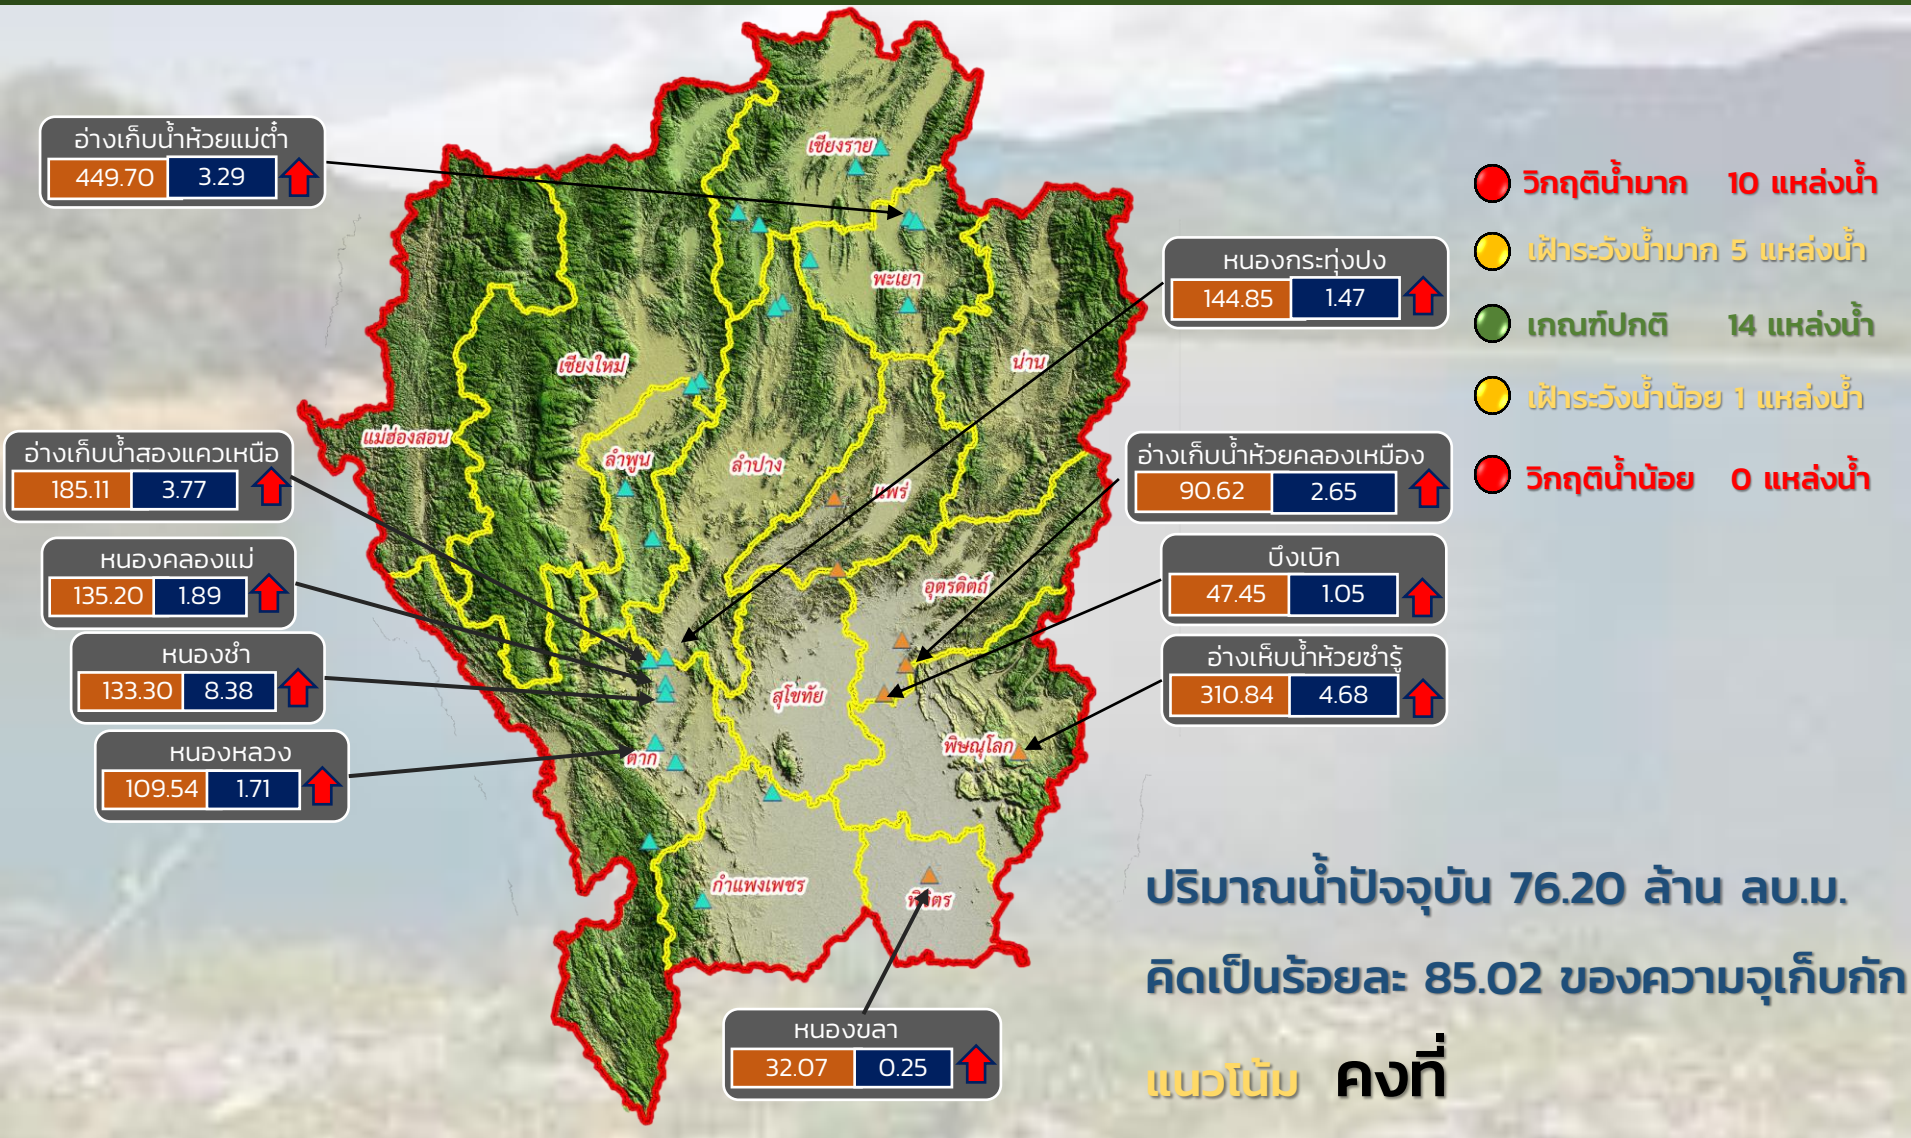 อ่างเก็บน้ำห้วยแม่ต๋ำ
449.70 3.29
อ่างเก็บน้ำสองแควเหนือ
185.11 3.77
หนองคลองแม่
135.20 1.89
หนองช้ำ
133.30 8.38
หนองหลวง
109.54 1.71
เชียงราย
พะเยา
น่าน
เชียงใหม่
แม่ฮ่องสอน
ลำพูน
ลำปาง
แพร่
อุตรดิตถ์
สุโขทัย
ตาก
พิษณุโลก
กำแพงเพชร
พิจิตร
หนองขลา
32.07 0.25
หนองกระทุ่งปง
144.85 1.47
อ่างเก็บน้ำห้วยคลองเหมือง
90.62 2.65
บึงเบิก
47.45 1.05
อ่างเห็บน้ำห้วยซำรู้
310.84 4.68
วิกฤติน้ำมาก 10 แหล่งน้ำ
เฝ้าระวังน้ำมาก 5 แหล่งน้ำ
เกณฑ์ปกติ 14 แหล่งน้ำ
เฝ้าระวังน้ำน้อย 1 แหล่งน้ำ
วิกฤติน้ำน้อย 0 แหล่งน้ำ
ปริมาณน้ำปัจจุบัน 76.20 ล้าน ลบ.ม.
คิดเป็นร้อยละ 85.02 ของความจุเก็บกัก
แนวโน้ม คงที่